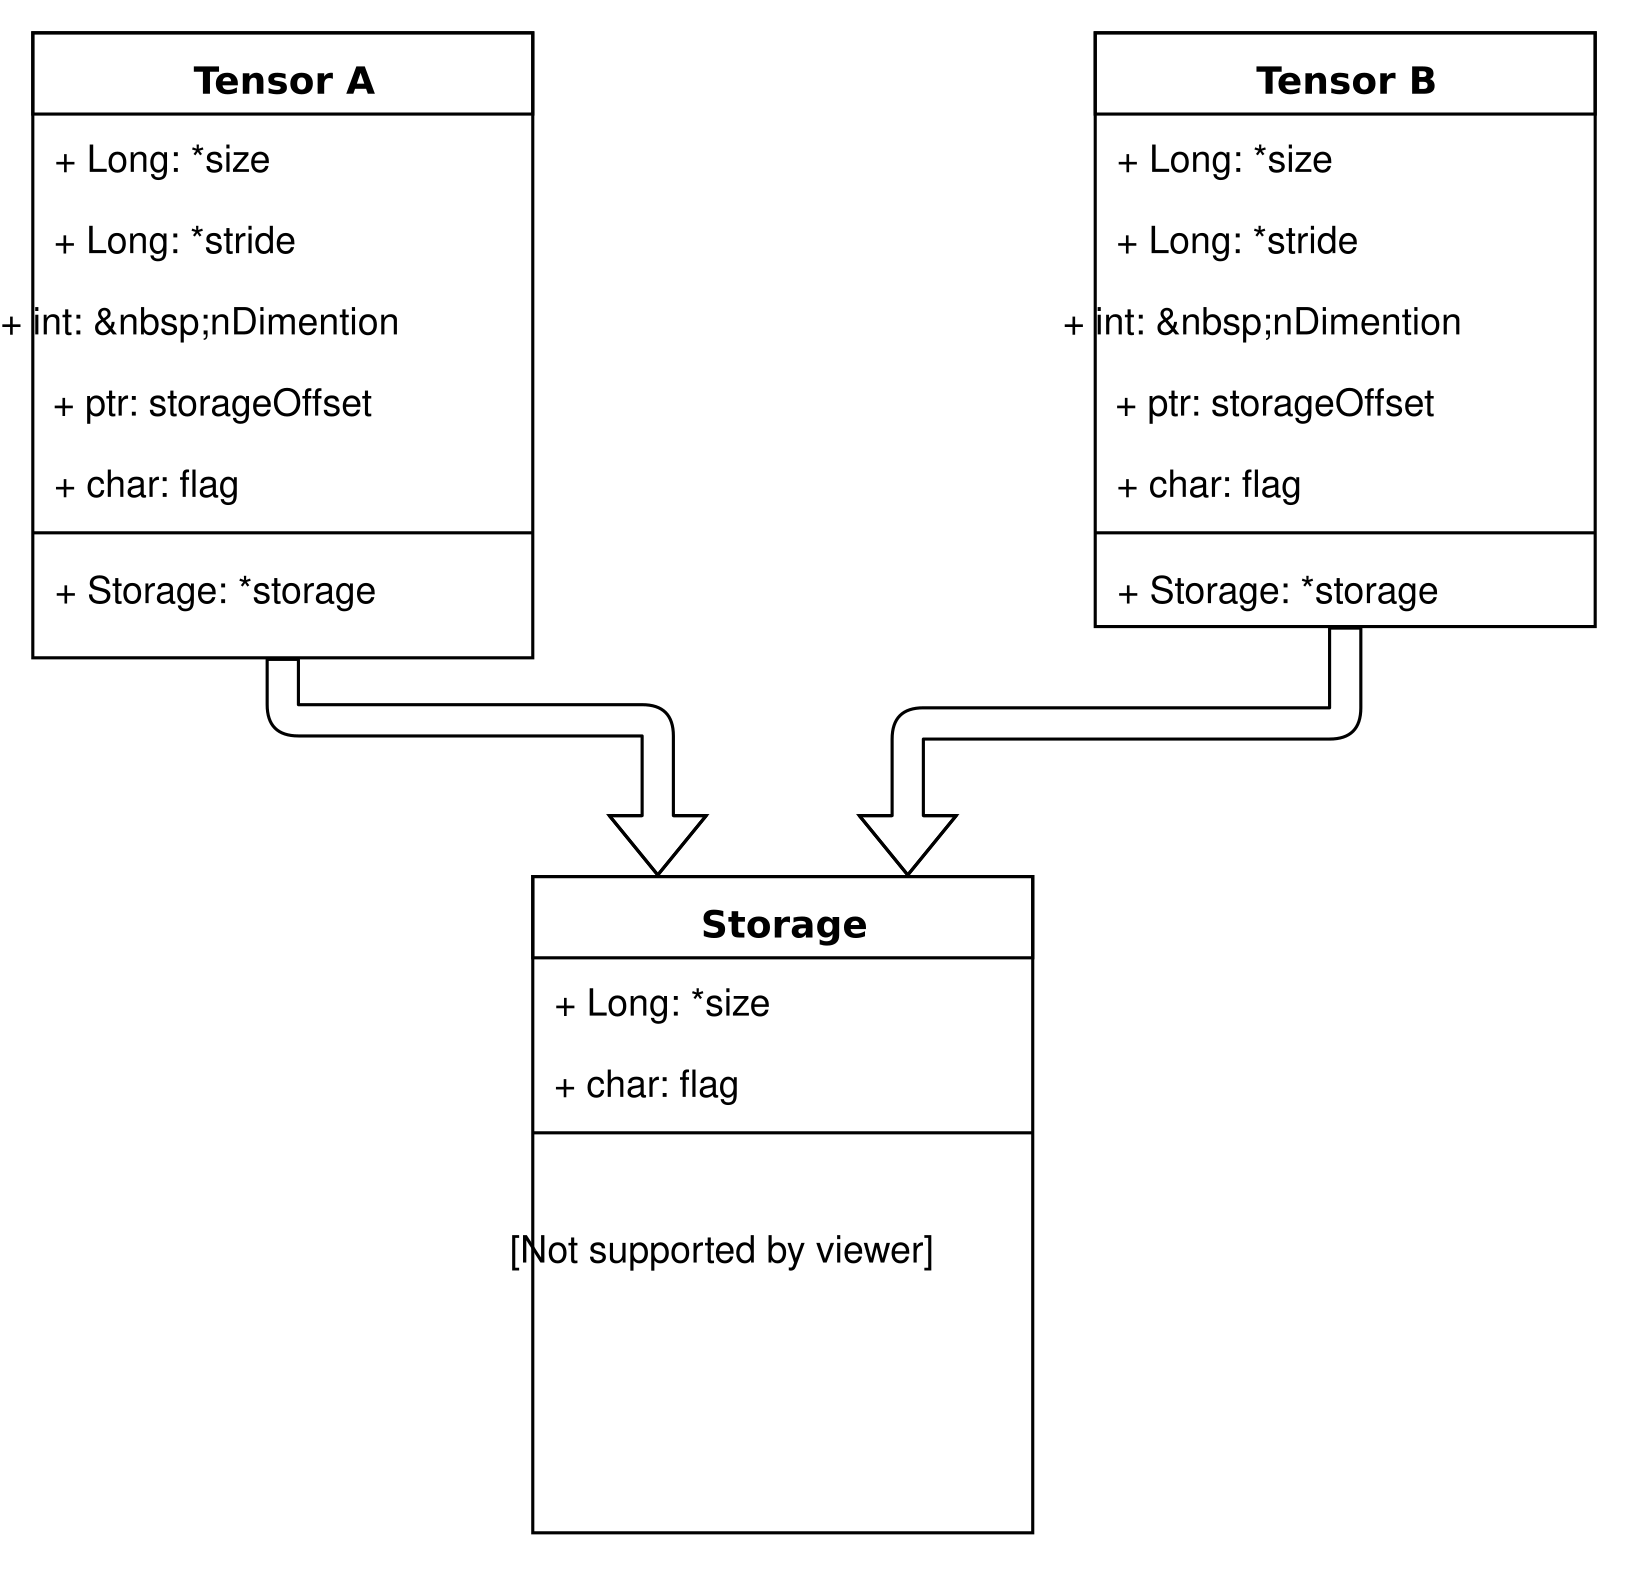 Tensor A
+ Long: *size
+ Long: *stride
+ int: &nbsp;nDimention
+ ptr: storageOffset
+ char: flag
+ Storage: *storage
Tensor B
+ Long: *size
+ Long: *stride
+ int: &nbsp;nDimention
+ ptr: storageOffset
+ char: flag
+ Storage: *storage
Storage
+ Long: *size
+ char: flag
[Not supported by viewer]